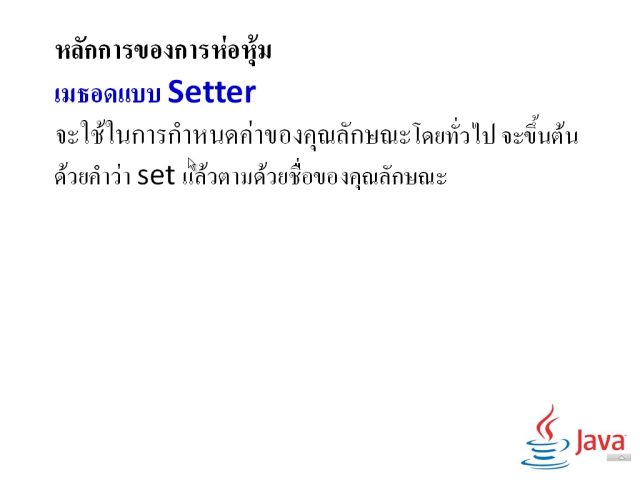 หลักการของการห่อหุ้ม
เมธอดแบบ Setter
จะใช้ในการกำหนดค่าของคุณลักษณะโดยทั่วไป จะขึ้นต้น
ด้วยคำว่า set แล้วตามด้วยชื่อของคุณลักษณะ
Java